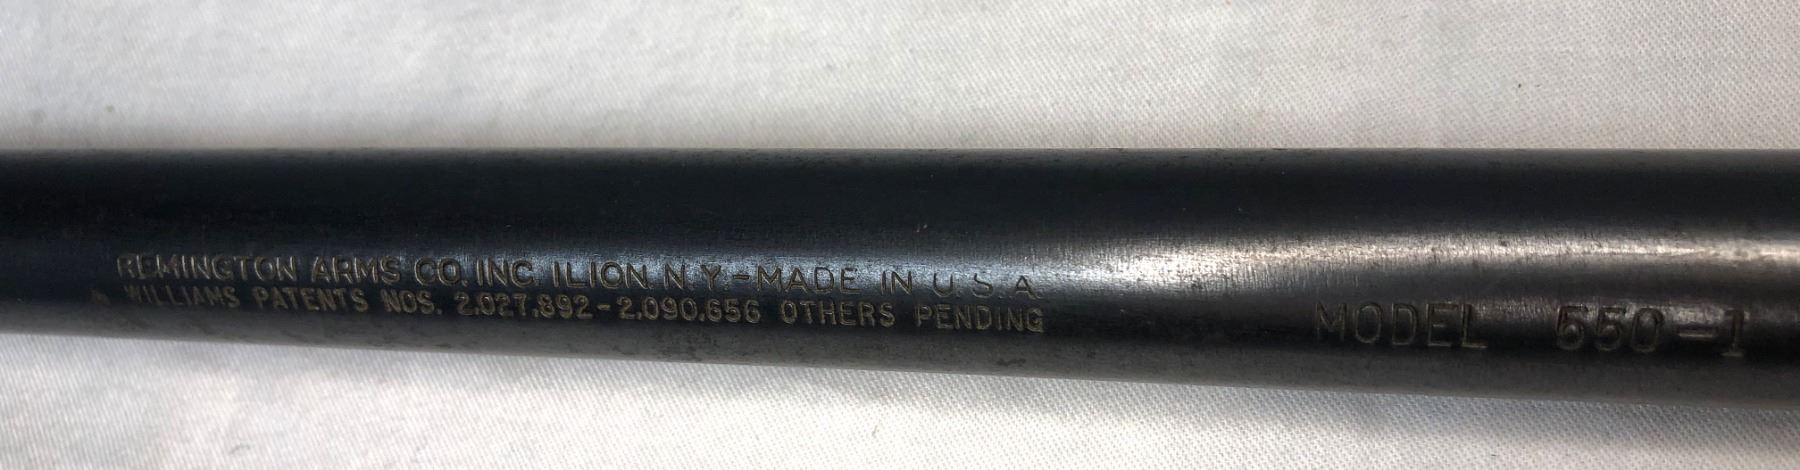 REMINGTON ARMS CO. INC. ILION N.Y.-MADE IN U.S.A.
WILLIAMS PATENTS NOS. 2,027,892-2,090,656 OTHERS PENDING
MODEL 550-1